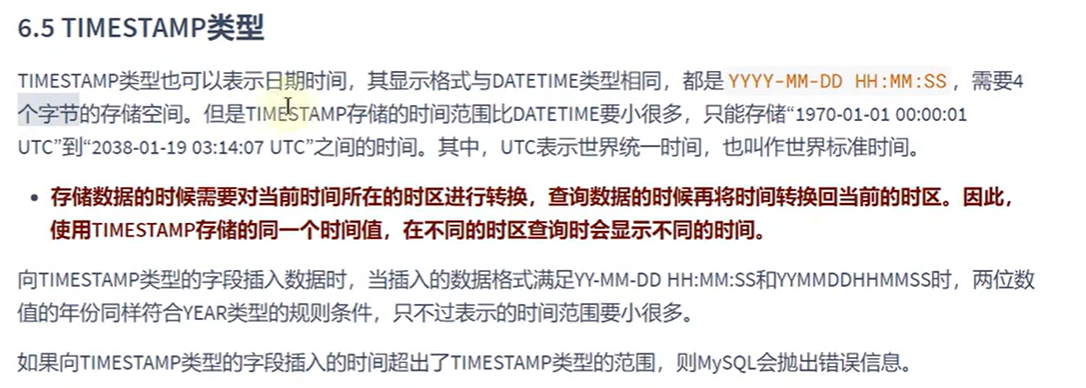 6.5 TIMESTAMP类型
TIMESTAMP类型也可以表示日期时间，其显示格式与DATETIME类型相同，都是 YYYY-MM-DD HH:MM:SS ，需要4
个字节的存储空间。但是TIMESTAMP存储的时间范围比DATETIME要小很多，只能存储“1970-01-01 00:00:01
UTC”到“2038-01-19 03:14:07 UTC”之间的时间。其中，UTC表示世界统一时间，也叫作世界标准时间。
• 存储数据的时候需要对当前时间所在的时区进行转换，查询数据的时候再将时间转换回当前的时区。因此，
使用TIMESTAMP存储的同一个时间值，在不同的时区查询时会显示不同的时间。
向TIMESTAMP类型的字段插入数据时，当插入的数据格式满足YY-MM-DD HH:MM:SS和YYMMDDHHMMSS时，两位数
值的年份同样符合YEAR类型的规则条件，只不过表示的时间范围要小很多。
如果向TIMESTAMP类型的字段插入的时间超出了TIMESTAMP类型的范围，则MySQL会抛出错误信息。